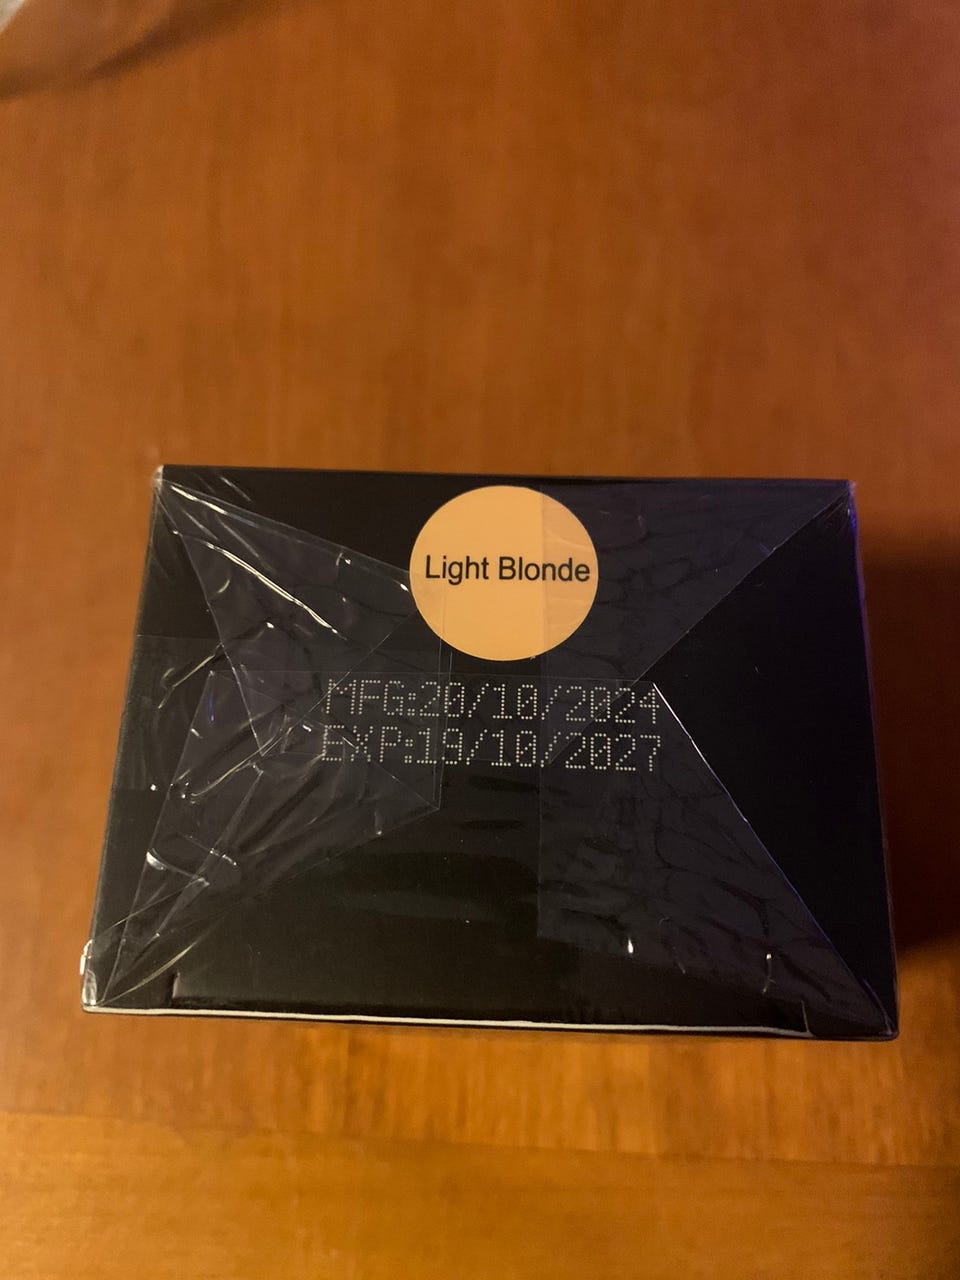 Light Blonde
MFG:20/10/2024
EXP:19/10/2027